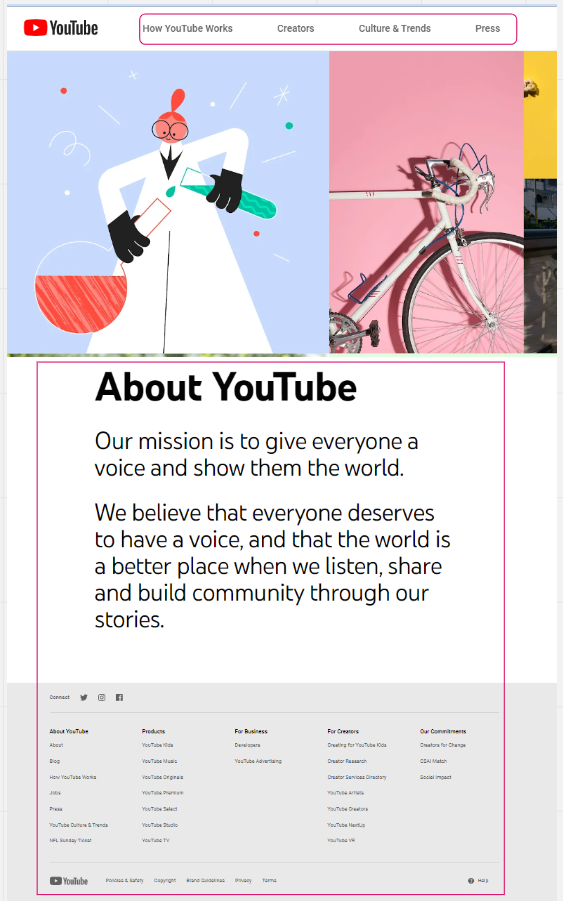 YouTube
How YouTube Works Creators Culture & Trends Press
About YouTube
Our mission is to give everyone a
voice and show them the world.
We believe that everyone deserves
to have a voice, and that the world is
a better place when we listen, share
and build community through our
stories.
Connect
About YouTube Products For Business For Creators Our Commitments
About YouTube Kids Developers Creating for YouTube Kids Creators for Change
Blog YouTube Music YouTube Advertising Creator Research CSAI Match
How YouTube Works YouTube Originals Creator Services Directory Social Impact
Jobs YouTube Premium YouTube Artists
Press YouTube Select YouTube Creators
YouTube Culture & Trends YouTube Studio YouTube NextUp
NFL Sunday Ticket YouTube TV YouTube VR
YouTube Policies & Safety Copyright Brand Guidelines Privacy Terms Help